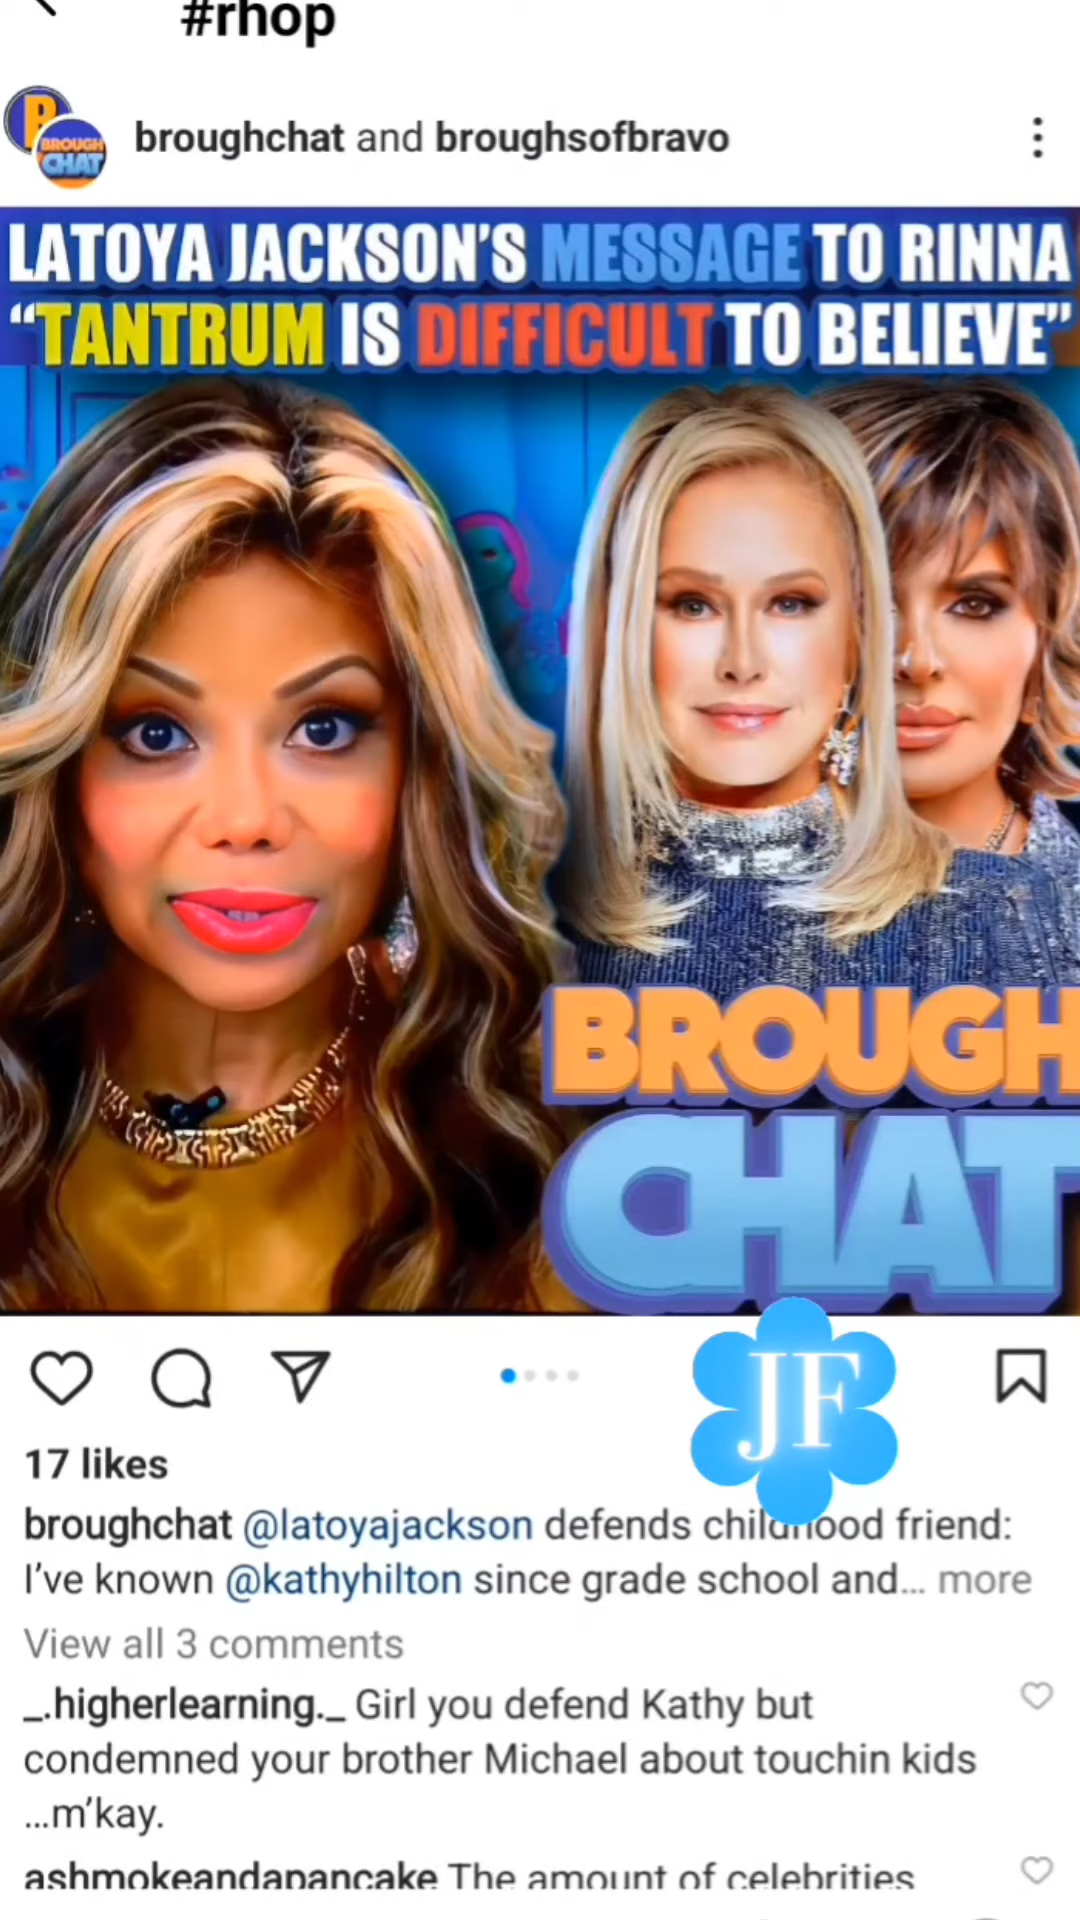 #rhop
B
BROUGH
CHAT
broughchat and broughsofbravo
LATOYA JACKSON'S MESSAGE TO RINNA
“TANTRUM IS DIFFICULT TO BELIEVE”
BROUGH
CHAT
JF
17 likes
broughchat @latoyajackson defends childhood friend:
I’ve known @kathyhilton since grade school and... more
View all 3 comments
_.higherlearning._ Girl you defend Kathy but
condemned your brother Michael about touchin kids
...m’kay.
ashmokeandapancake The amount of celebrities